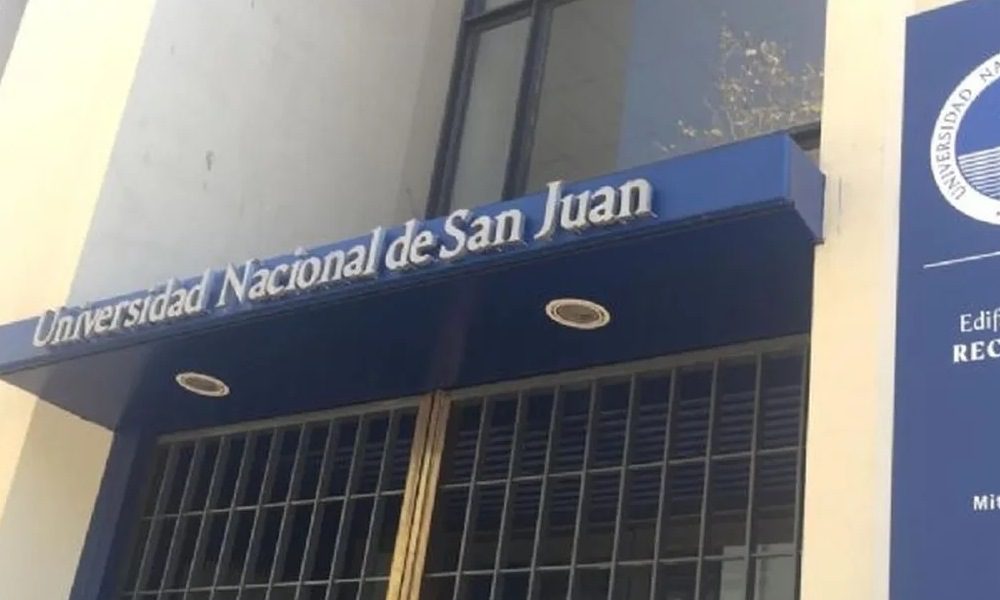 Universidad Nacional de San Juan
UNIVERSIDAD NA
Edif
REC
Mit